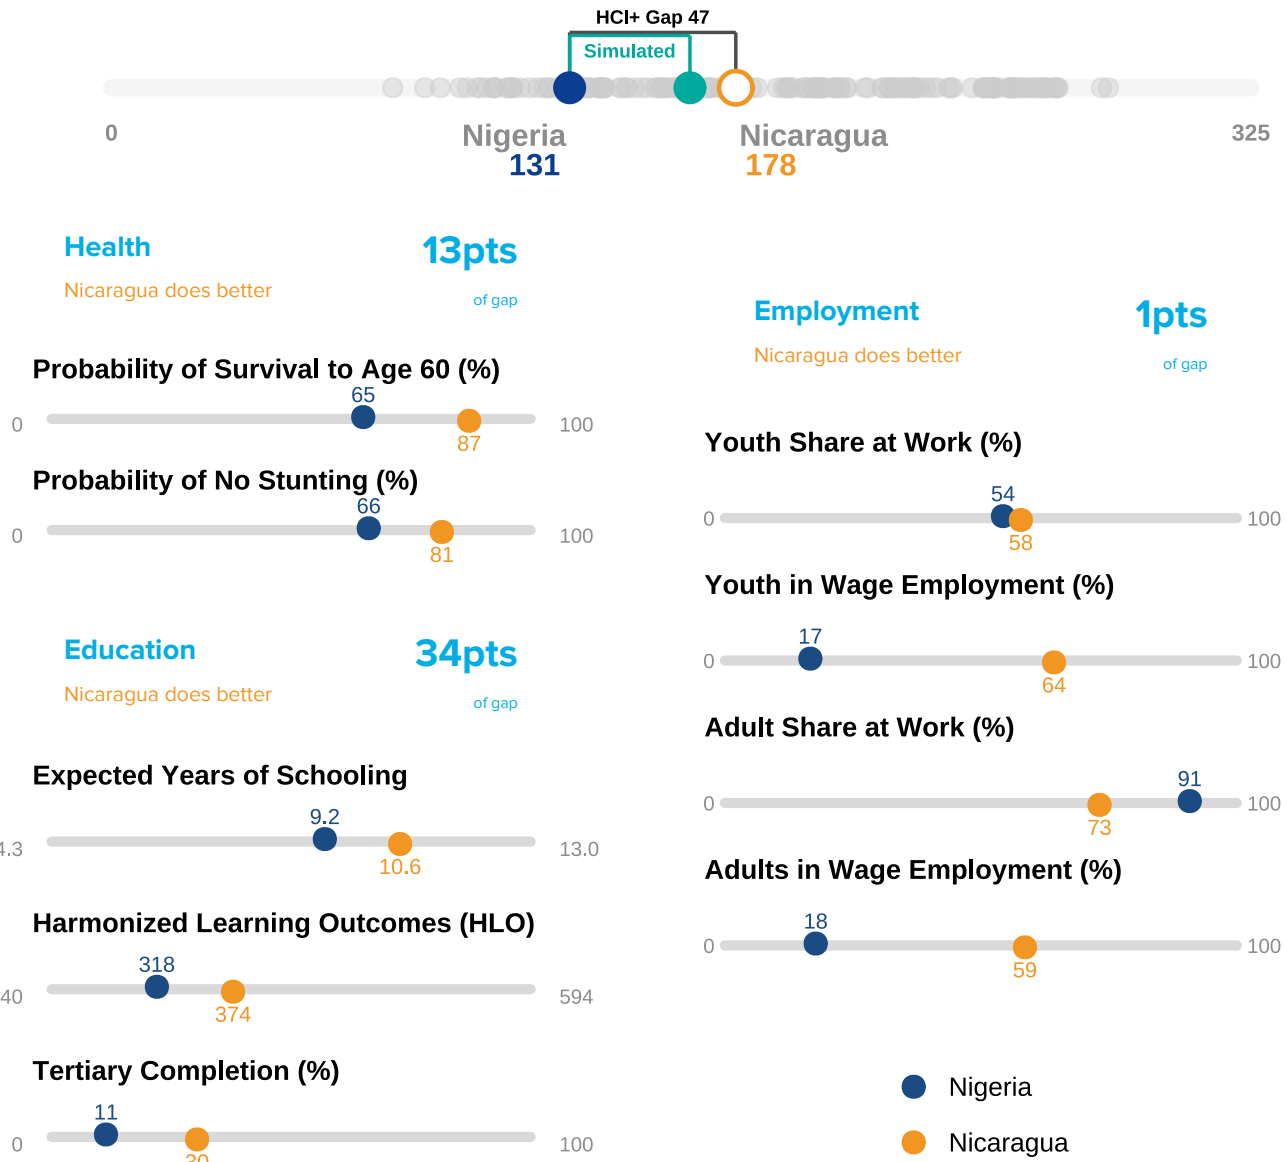 HCI+ Gap 47
Simulated
0
325
Nigeria
Nicaragua
131
178
Health
13pts
Nicaragua does better
of gap
Probability of Survival to Age 60 (%)
65
0
100
87
Probability of No Stunting (%)
66
0
100
81
Education
34pts
Nicaragua does better
of gap
Expected Years of Schooling
9.2
4.3
13.0
10.6
Harmonized Learning Outcomes (HLO)
318
40
594
374
Tertiary Completion (%)
11
0
100
30
Employment
1pts
Nicaragua does better
of gap
Youth Share at Work (%)
54
0
100
58
Youth in Wage Employment (%)
17
0
100
64
Adult Share at Work (%)
91
0
100
73
Adults in Wage Employment (%)
18
0
100
59
Nigeria
Nicaragua